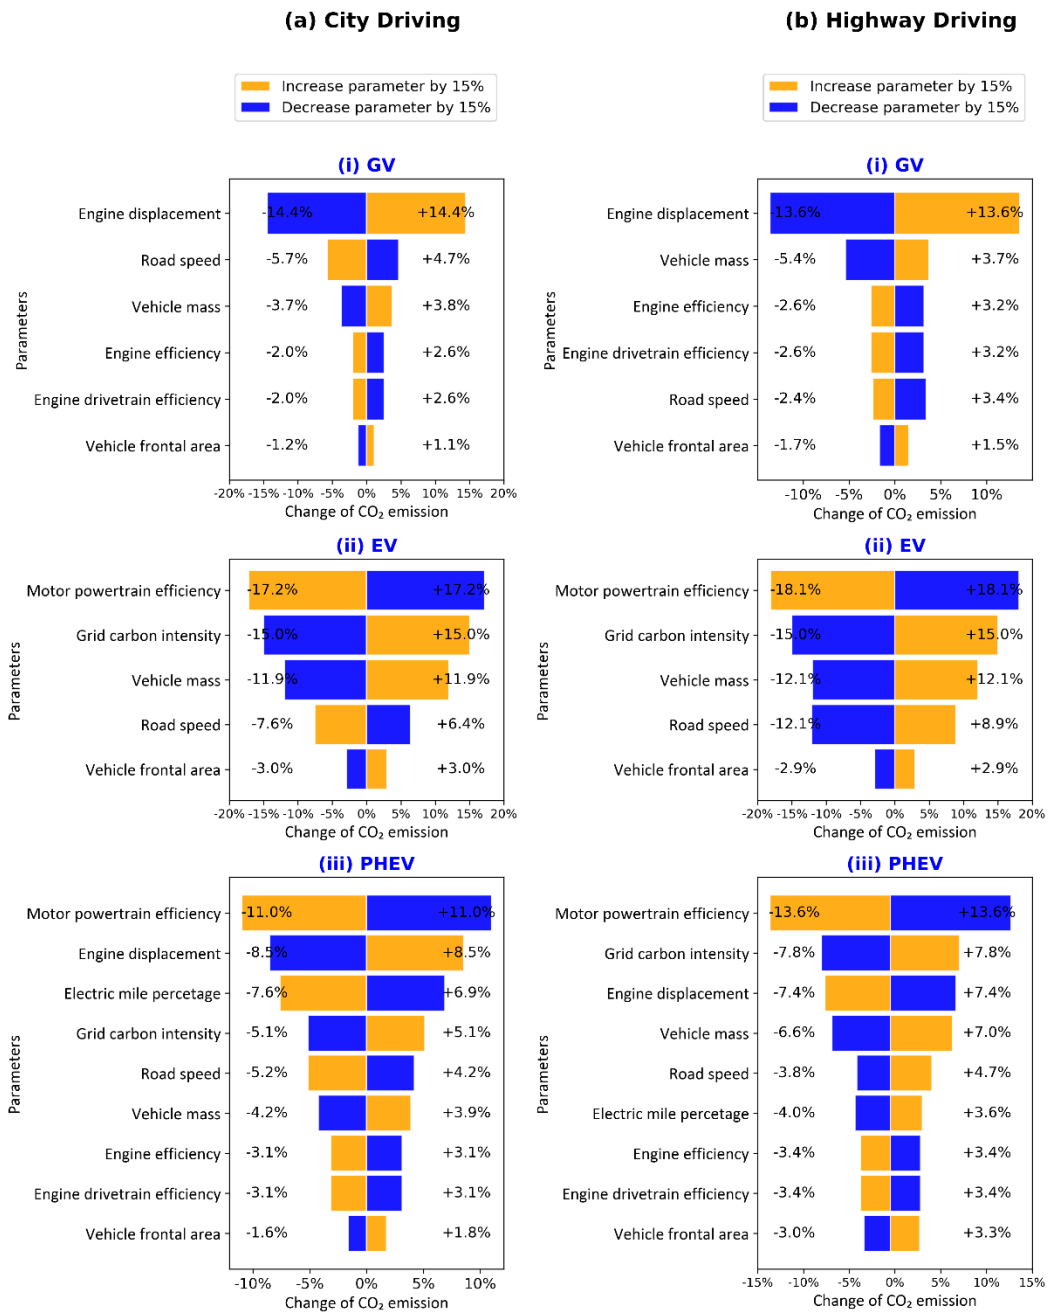 (a) City Driving
Increase parameter by 15%
Decrease parameter by 15%
(i) GV
Parameters
Engine displacement -14.4% +14.4%
Road speed -5.7% +4.7%
Vehicle mass -3.7% +3.8%
Engine efficiency -2.0% +2.6%
Engine drivetrain efficiency -2.0% +2.6%
Vehicle frontal area -1.2% +1.1%
-20% -15% -10% -5% 0% 5% 10% 15% 20%
Change of CO₂ emission
(ii) EV
Parameters
Motor powertrain efficiency -17.2% +17.2%
Grid carbon intensity -15.0% +15.0%
Vehicle mass -11.9% +11.9%
Road speed -7.6% +6.4%
Vehicle frontal area -3.0% +3.0%
-20% -15% -10% -5% 0% 5% 10% 15% 20%
Change of CO₂ emission
(iii) PHEV
Parameters
Motor powertrain efficiency -11.0% +11.0%
Engine displacement -8.5% +8.5%
Electric mile percetage -7.6% +6.9%
Grid carbon intensity -5.1% +5.1%
Road speed -5.2% +4.2%
Vehicle mass -4.2% +3.9%
Engine efficiency -3.1% +3.1%
Engine drivetrain efficiency -3.1% +3.1%
Vehicle frontal area -1.6% +1.8%
-10% -5% 0% 5% 10%
Change of CO₂ emission
(b) Highway Driving
Increase parameter by 15%
Decrease parameter by 15%
(i) GV
Parameters
Engine displacement -13.6% +13.6%
Vehicle mass -5.4% +3.7%
Engine efficiency -2.6% +3.2%
Engine drivetrain efficiency -2.6% +3.2%
Road speed -2.4% +3.4%
Vehicle frontal area -1.7% +1.5%
-10% -5% 0% 5% 10%
Change of CO₂ emission
(ii) EV
Parameters
Motor powertrain efficiency -18.1% +18.1%
Grid carbon intensity -15.0% +15.0%
Vehicle mass -12.1% +12.1%
Road speed -12.1% +8.9%
Vehicle frontal area -2.9% +2.9%
-20% -15% -10% -5% 0% 5% 10% 15% 20%
Change of CO₂ emission
(iii) PHEV
Parameters
Motor powertrain efficiency -13.6% +13.6%
Grid carbon intensity -7.8% +7.8%
Engine displacement -7.4% +7.4%
Vehicle mass -6.6% +7.0%
Road speed -3.8% +4.7%
Electric mile percetage -4.0% +3.6%
Engine efficiency -3.4% +3.4%
Engine drivetrain efficiency -3.4% +3.4%
Vehicle frontal area -3.0% +3.3%
-15% -10% -5% 0% 5% 10% 15%
Change of CO₂ emission